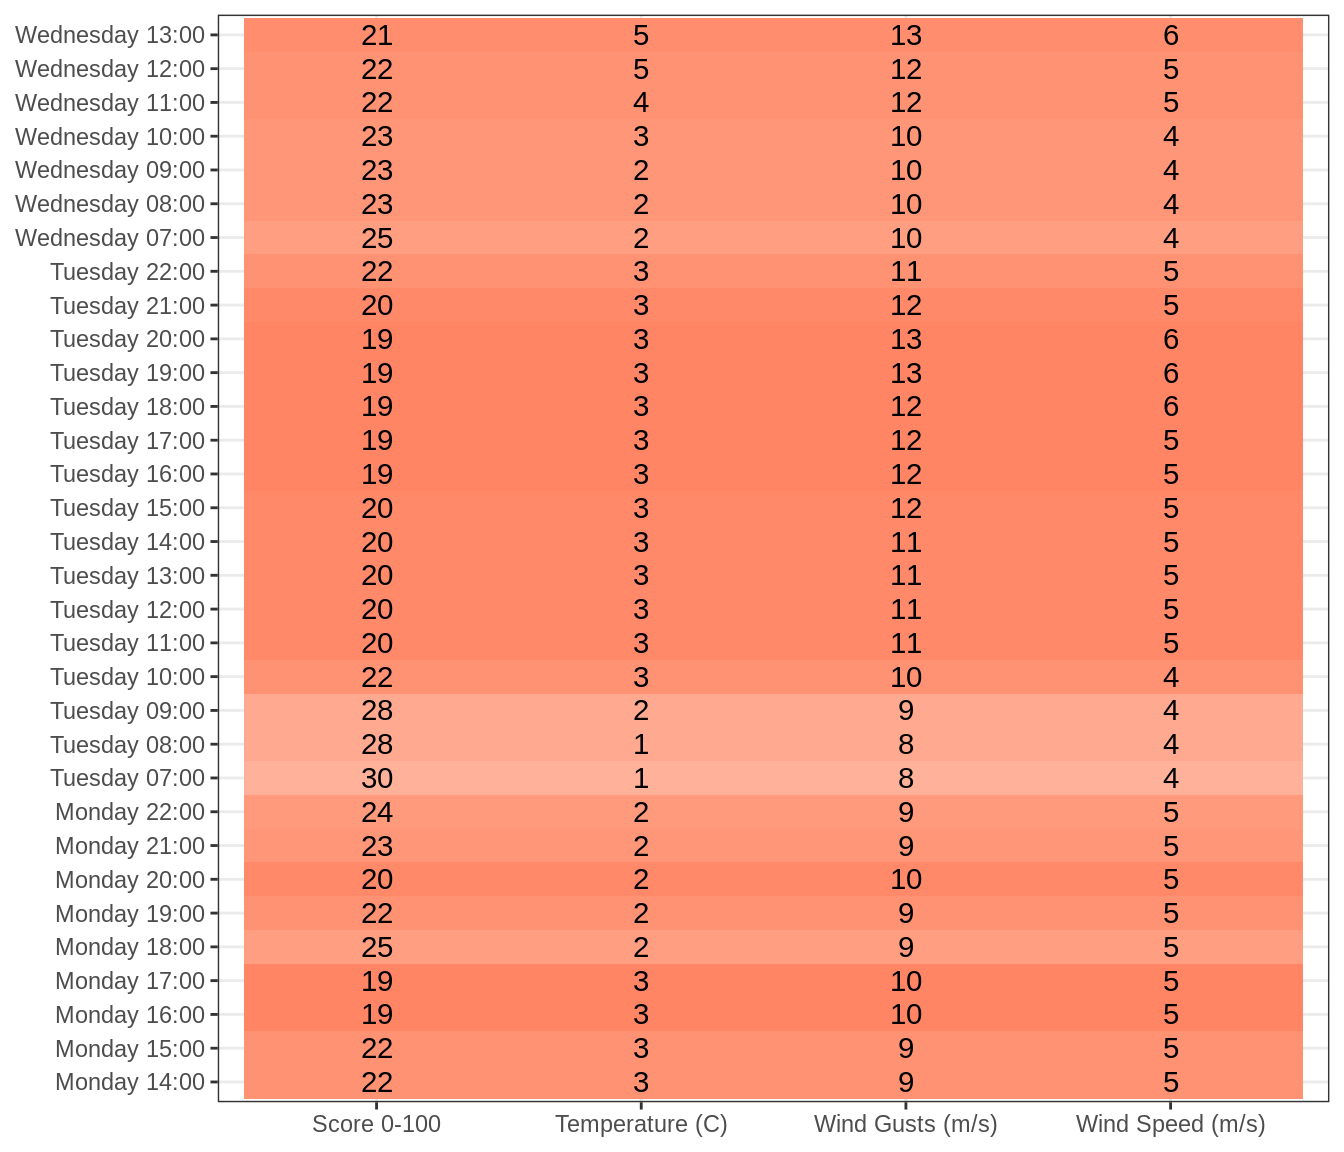 Wednesday 13:00 21 5 13 6
Wednesday 12:00 22 5 12 5
Wednesday 11:00 22 4 12 5
Wednesday 10:00 23 3 10 4
Wednesday 09:00 23 2 10 4
Wednesday 08:00 23 2 10 4
Wednesday 07:00 25 2 10 4
Tuesday 22:00 22 3 11 5
Tuesday 21:00 20 3 12 5
Tuesday 20:00 19 3 13 6
Tuesday 19:00 19 3 13 6
Tuesday 18:00 19 3 12 6
Tuesday 17:00 19 3 12 5
Tuesday 16:00 19 3 12 5
Tuesday 15:00 20 3 12 5
Tuesday 14:00 20 3 11 5
Tuesday 13:00 20 3 11 5
Tuesday 12:00 20 3 11 5
Tuesday 11:00 20 3 11 5
Tuesday 10:00 22 3 10 4
Tuesday 09:00 28 2 9 4
Tuesday 08:00 28 1 8 4
Tuesday 07:00 30 1 8 4
Monday 22:00 24 2 9 5
Monday 21:00 23 2 9 5
Monday 20:00 20 2 10 5
Monday 19:00 22 2 9 5
Monday 18:00 25 2 9 5
Monday 17:00 19 3 10 5
Monday 16:00 19 3 10 5
Monday 15:00 22 3 9 5
Monday 14:00 22 3 9 5
Score 0-100 Temperature (C) Wind Gusts (m/s) Wind Speed (m/s)